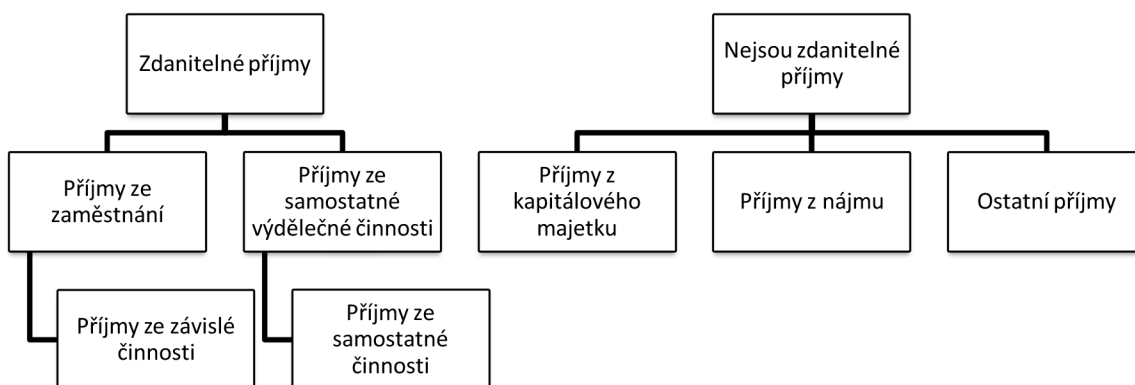 Zdanitelné příjmy
Nejsou zdanitelné
příjmy
Příjmy ze
zaměstnání
Příjmy ze
samostatné
výdělečné činnosti
Příjmy z
kapitálového
majetku
Příjmy z nájmu
Ostatní příjmy
Příjmy ze závislé
činnosti
Příjmy ze
samostatné
činnosti